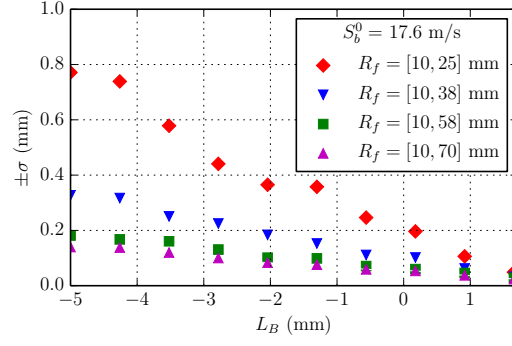 S_b^0 = 17.6 m/s
R_f = [10, 25] mm
R_f = [10, 38] mm
R_f = [10, 58] mm
R_f = [10, 70] mm
±σ (mm)
1.0
0.8
0.6
0.4
0.2
0.0
−5 −4 −3 −2 −1 0 1
L_B (mm)